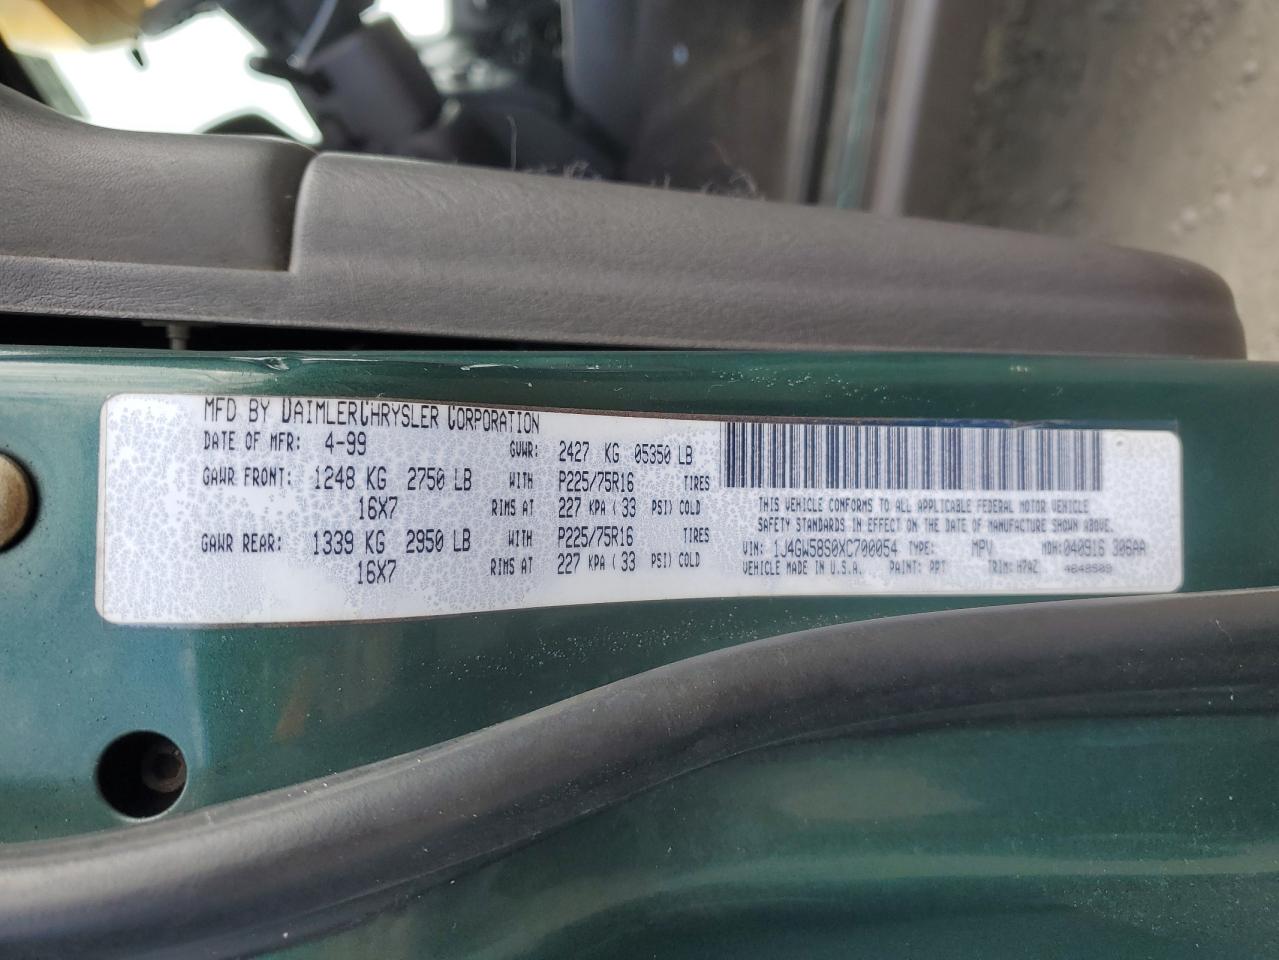 MFD BY DAIMLERCHRYSLER CORPORATION
DATE OF MFR: 4-99 GVWR: 2427 KG 05350 LB
GAWR FRONT: 1248 KG 2750 LB WITH P225/75R16 TIRES
16X7 RIMS AT 227 KPA ( 33 PSI) COLD
GAWR REAR: 1339 KG 2950 LB WITH P225/75R16 TIRES
16X7 RIMS AT 227 KPA ( 33 PSI) COLD
THIS VEHICLE CONFORMS TO ALL APPLICABLE FEDERAL MOTOR VEHICLE
SAFETY STANDARDS IN EFFECT ON THE DATE OF MANUFACTURE SHOWN ABOVE.
VIN: 1J4GW58S0XC700054 TYPE: MPV MDH: 040916 306AA
VEHICLE MADE IN U.S.A. PAINT: PPT TRIM: H7AZ